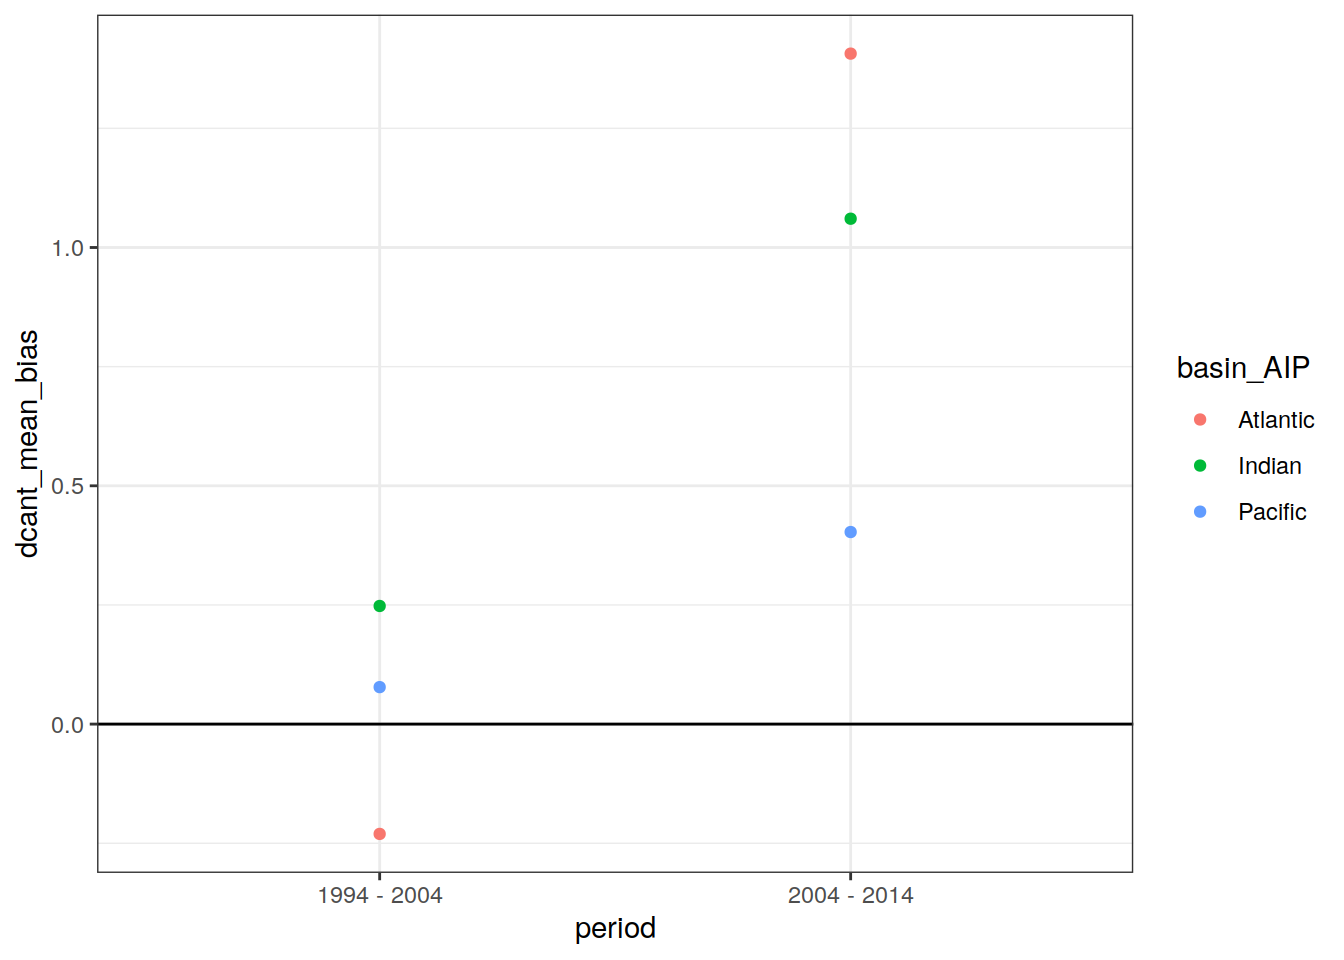 dcant_mean_bias
1.0
0.5
0.0
1994 - 2004
2004 - 2014
period
basin_AIP
Atlantic
Indian
Pacific